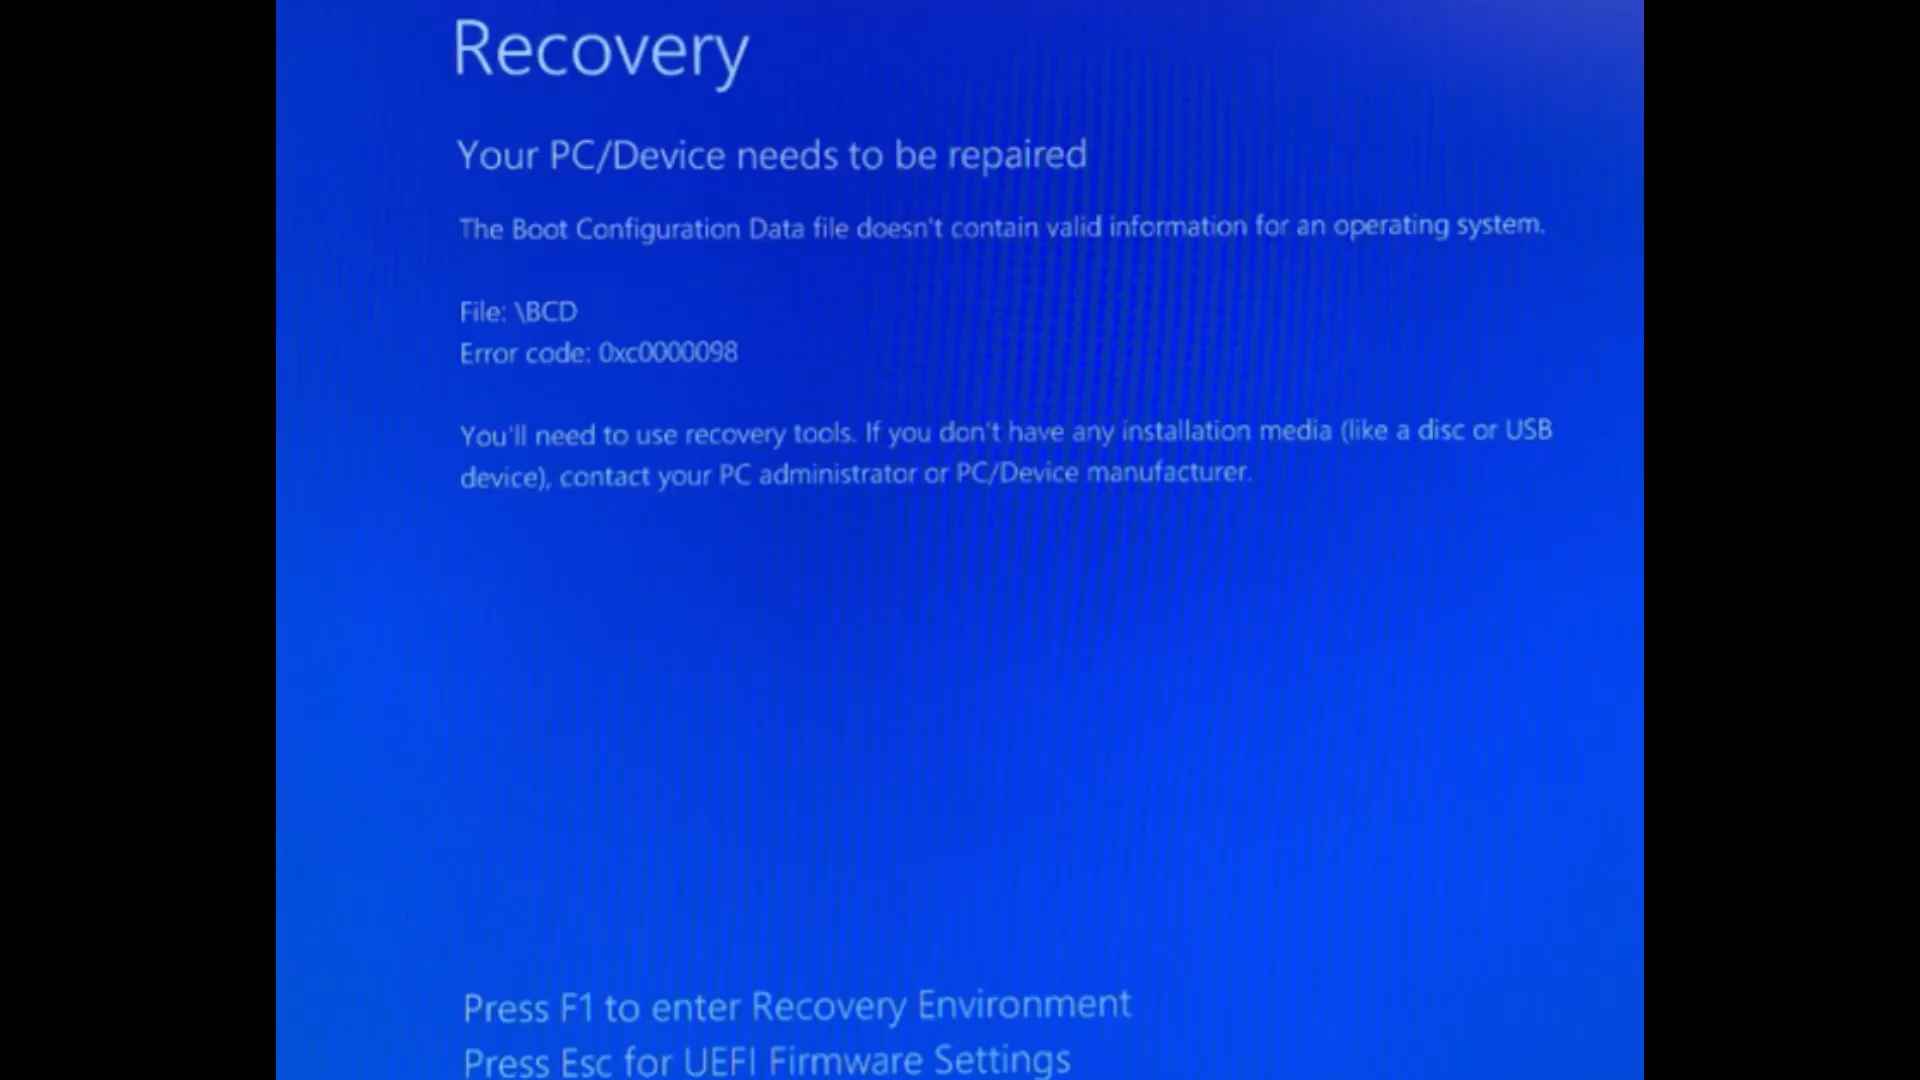 Recovery
Your PC/Device needs to be repaired
The Boot Configuration Data file doesn't contain valid information for an operating system.
File: \BCD
Error code: 0xc0000098
You'll need to use recovery tools. If you don't have any installation media (like a disc or USB
device), contact your PC administrator or PC/Device manufacturer.
Press F1 to enter Recovery Environment
Press Esc for UEFI Firmware Settings